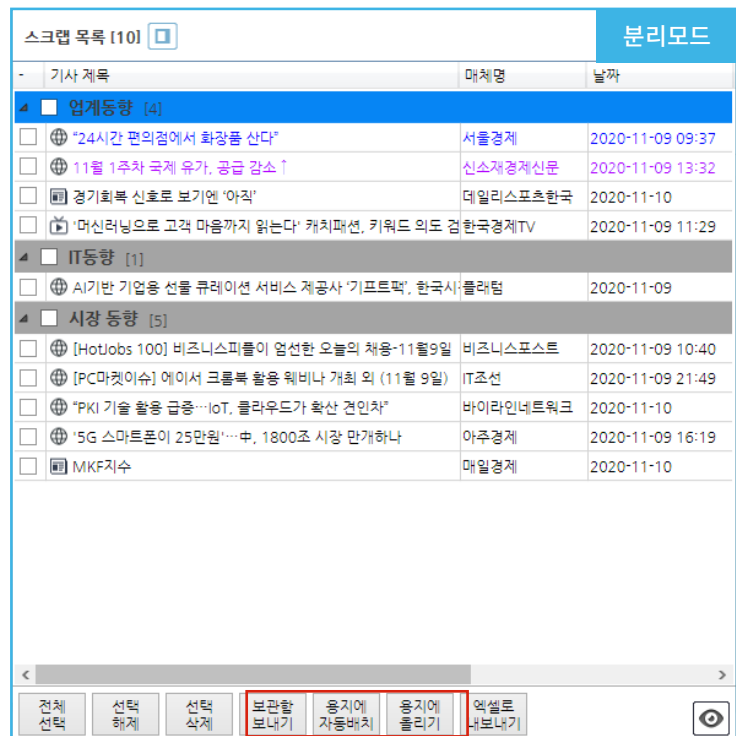 스크랩 목록 [10]
분리모드
- 기사 제목 매체명 날짜
업계동향 [4]
"24시간 편의점에서 화장품 산다" 서울경제 2020-11-09 09:37
11월 1주차 국제 유가, 공급 감소↑ 신소재경제신문 2020-11-09 13:32
경기회복 신호로 보기엔 '아직' 데일리스포츠한국 2020-11-10
'머신러닝으로 고객 마음까지 읽는다' 캐치패션, 키워드 의도 검 한국경제TV 2020-11-09 11:29
IT동향 [1]
AI기반 기업용 선물 큐레이션 서비스 제공사 '기프트팩', 한국시 플래텀 2020-11-09
시장 동향 [5]
[HotJobs 100] 비즈니스피플이 엄선한 오늘의 채용-11월9일 비즈니스포스트 2020-11-09 10:40
[PC마켓이슈] 에이서 크롬북 활용 웨비나 개최 외 (11월 9일) IT조선 2020-11-09 21:49
"PKI 기술 활용 급증…IoT, 클라우드가 확산 견인차" 바이라인네트워크 2020-11-10
'5G 스마트폰이 25만원'…中, 1800조 시장 만개하나 아주경제 2020-11-09 16:19
MKF지수 매일경제 2020-11-10
전체 선택 선택 보관함 용지에 용지에 엑셀로
선택 해제 삭제 보내기 자동배치 올리기 내보내기